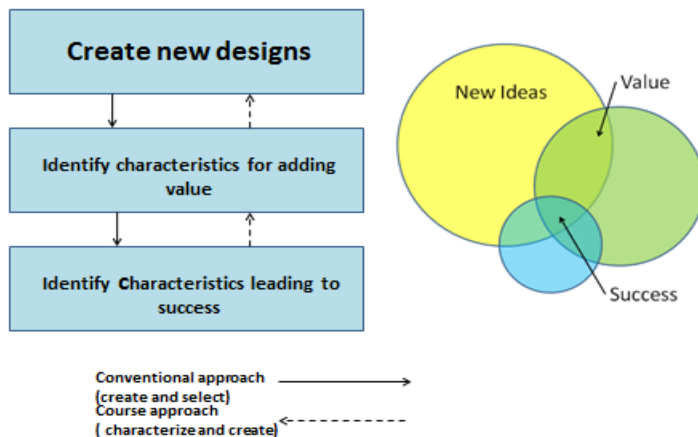 Create new designs
Identify characteristics for adding
value
Identify Characteristics leading to
success
New Ideas
Value
Success
Conventional approach
(create and select)
Course approach
( characterize and create)